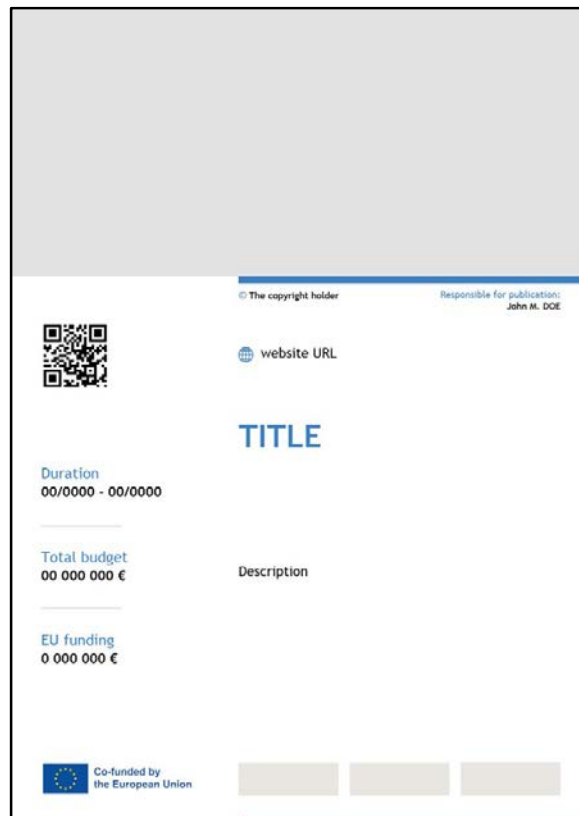 © The copyright holder
Responsible for publication:
John M. DOE
website URL
TITLE
Duration
00/0000 - 00/0000
Total budget
00 000 000 €
Description
EU funding
0 000 000 €
Co-funded by
the European Union